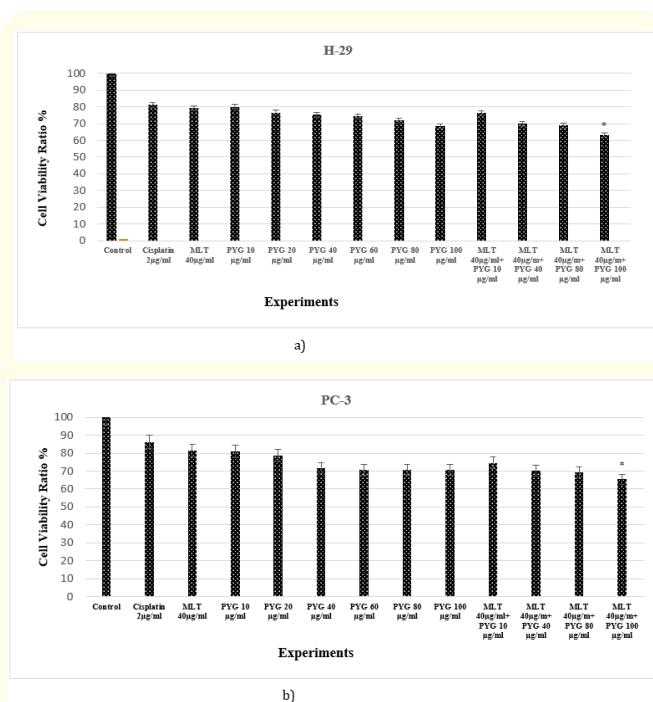 H-29
Cell Viability Ratio %
100
90
80
70
60
50
40
30
20
10
0
Control
Cisplatin
2µg/ml
MLT
40µg/ml
PYG 10
µg/ml
PYG 20
µg/ml
PYG 40
µg/ml
PYG 60
µg/ml
PYG 80
µg/ml
PYG 100
µg/ml
MLT
40µg/ml+
PYG 10
µg/ml
MLT
40µg/m+
PYG 40
µg/ml
MLT
40µg/m+
PYG 80
µg/ml
MLT
40µg/m+
PYG 100
µg/ml
*
Experiments
a)
PC-3
Cell Viability Ratio %
100
90
80
70
60
50
40
30
20
10
0
Control
Cisplatin
2µg/ml
MLT
40µg/ml
PYG 10
µg/ml
PYG 20
µg/ml
PYG 40
µg/ml
PYG 60
µg/ml
PYG 80
µg/ml
PYG 100
µg/ml
MLT
40µg/ml+
PYG 10
µg/ml
MLT
40µg/m+
PYG 40
µg/ml
MLT
40µg/m+
PYG 80
µg/ml
MLT
40µg/m+
PYG 100
µg/ml
*
Experiments
b)